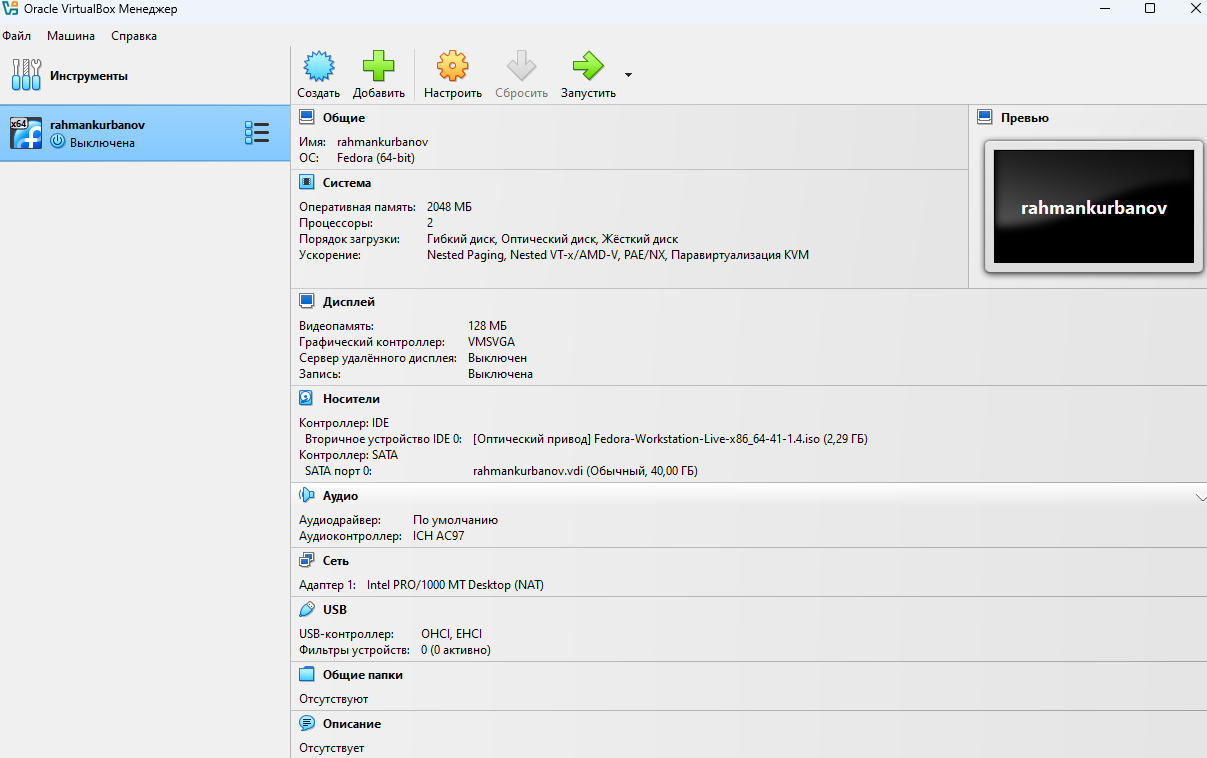 Oracle VirtualBox Менеджер
Файл Машина Справка
Инструменты
Создать Добавить Настроить Сбросить Запустить
x64
rahmankurbanov
Выключена
Общие
Имя: rahmankurbanov
ОС: Fedora (64-bit)
Превью
rahmankurbanov
Система
Оперативная память: 2048 МБ
Процессоры: 2
Порядок загрузки: Гибкий диск, Оптический диск, Жёсткий диск
Ускорение: Nested Paging, Nested VT-x/AMD-V, PAE/NX, Паравиртуализация KVM
Дисплей
Видеопамять: 128 МБ
Графический контроллер: VMSVGA
Сервер удалённого дисплея: Выключен
Запись: Выключена
Носители
Контроллер: IDE
Вторичное устройство IDE 0: [Оптический привод] Fedora-Workstation-Live-x86_64-41-1.4.iso (2,29 ГБ)
Контроллер: SATA
SATA порт 0: rahmankurbanov.vdi (Обычный, 40,00 ГБ)
Аудио
Аудиодрайвер: По умолчанию
Аудиоконтроллер: ICH AC97
Сеть
Адаптер 1: Intel PRO/1000 MT Desktop (NAT)
USB
USB-контроллер: OHCI, EHCI
Фильтры устройств: 0 (0 активно)
Общие папки
Отсутствуют
Описание
Отсутствует